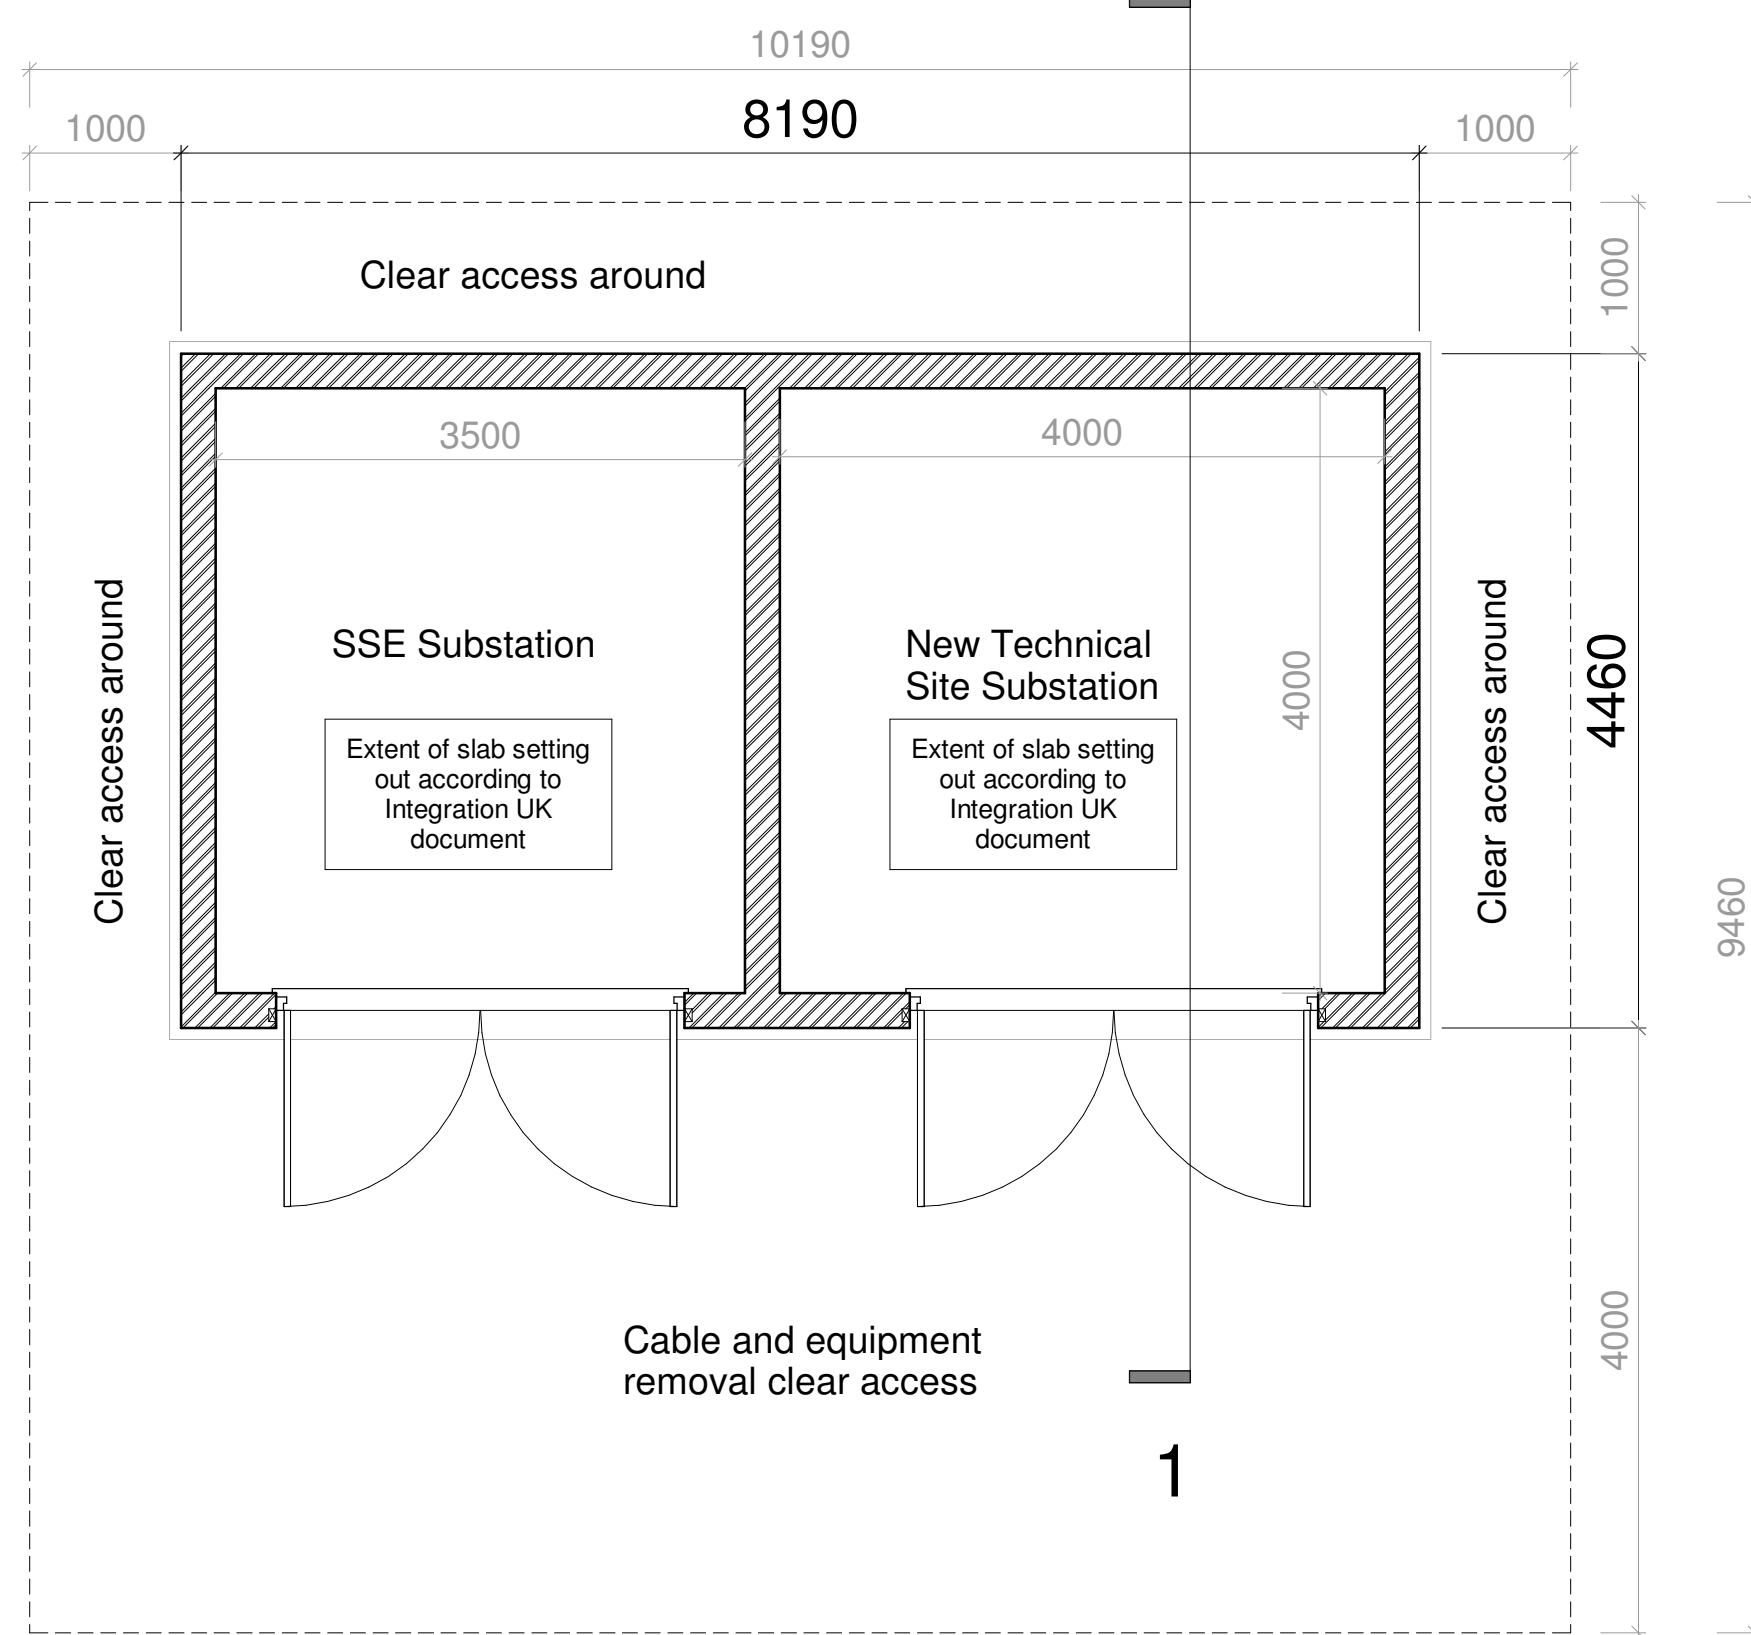 10190
1000
8190
1000
Clear access around
1000
3500
4000
Clear access around
SSE Substation
New Technical
Site Substation
4000
Clear access around
4460
Extent of slab setting
out according to
Integration UK
document
Extent of slab setting
out according to
Integration UK
document
9460
Cable and equipment
removal clear access
4000
1